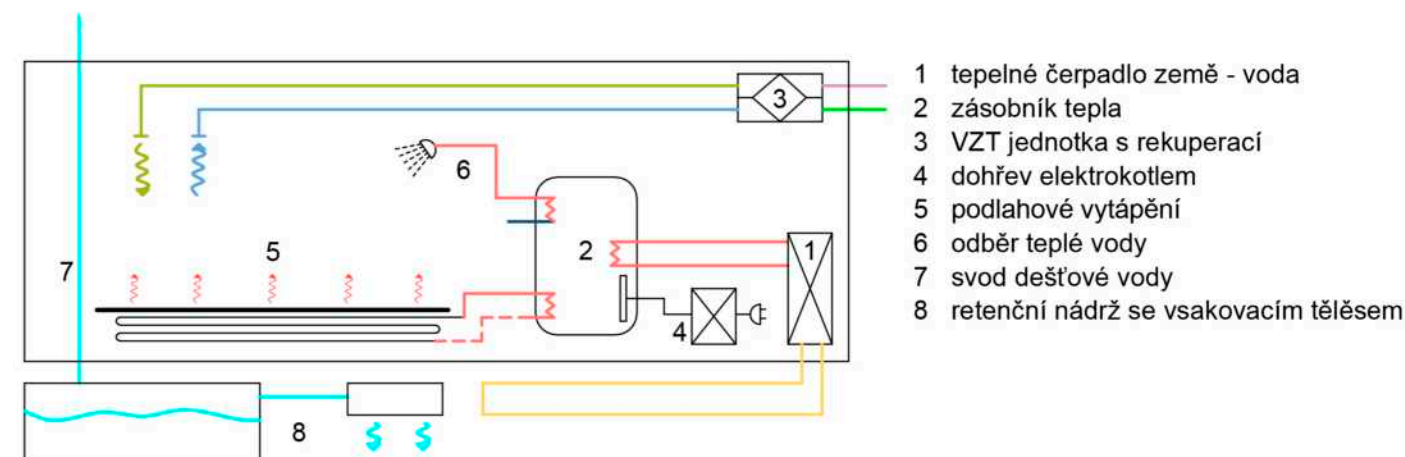 3
6
2
1
5
7
4
8
1 tepelné čerpadlo země - voda
2 zásobník tepla
3 VZT jednotka s rekuperací
4 dohřev elektrokotlem
5 podlahové vytápění
6 odběr teplé vody
7 svod dešťové vody
8 retenční nádrž se vsakovacím tělěsem